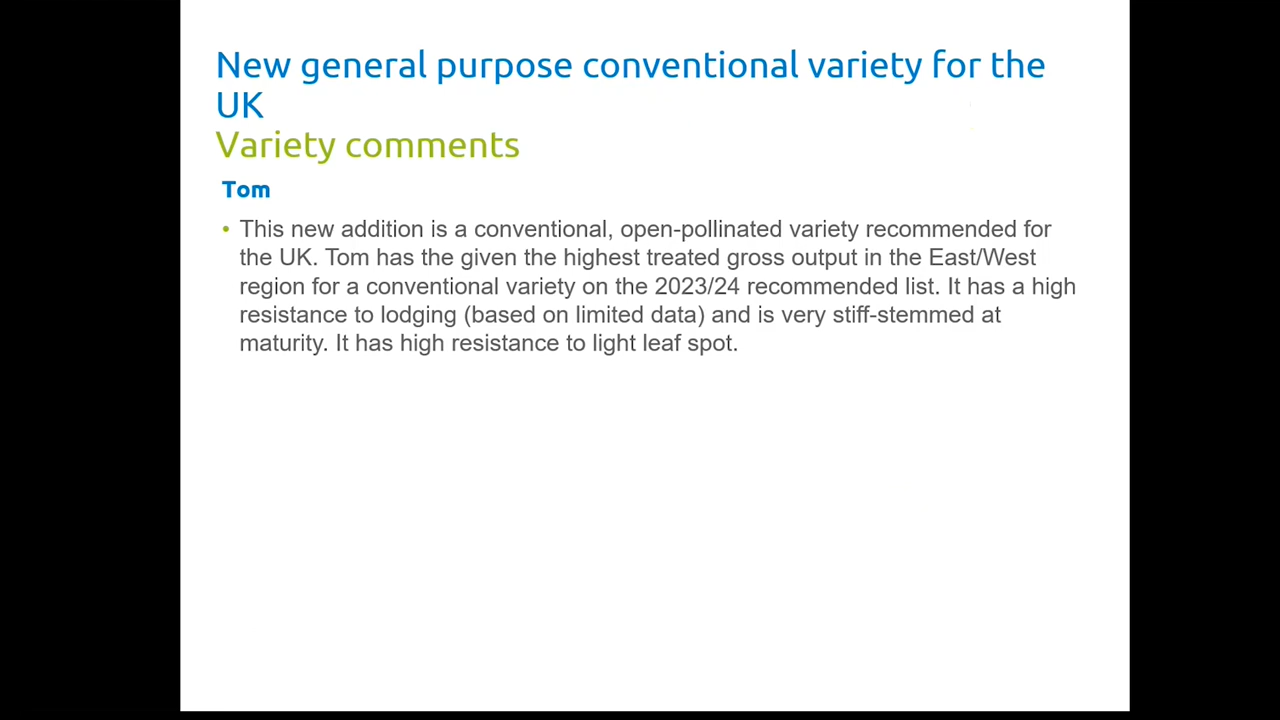 New general purpose conventional variety for the
UK
Variety comments
Tom
• This new addition is a conventional, open-pollinated variety recommended for
the UK. Tom has the given the highest treated gross output in the East/West
region for a conventional variety on the 2023/24 recommended list. It has a high
resistance to lodging (based on limited data) and is very stiff-stemmed at
maturity. It has high resistance to light leaf spot.